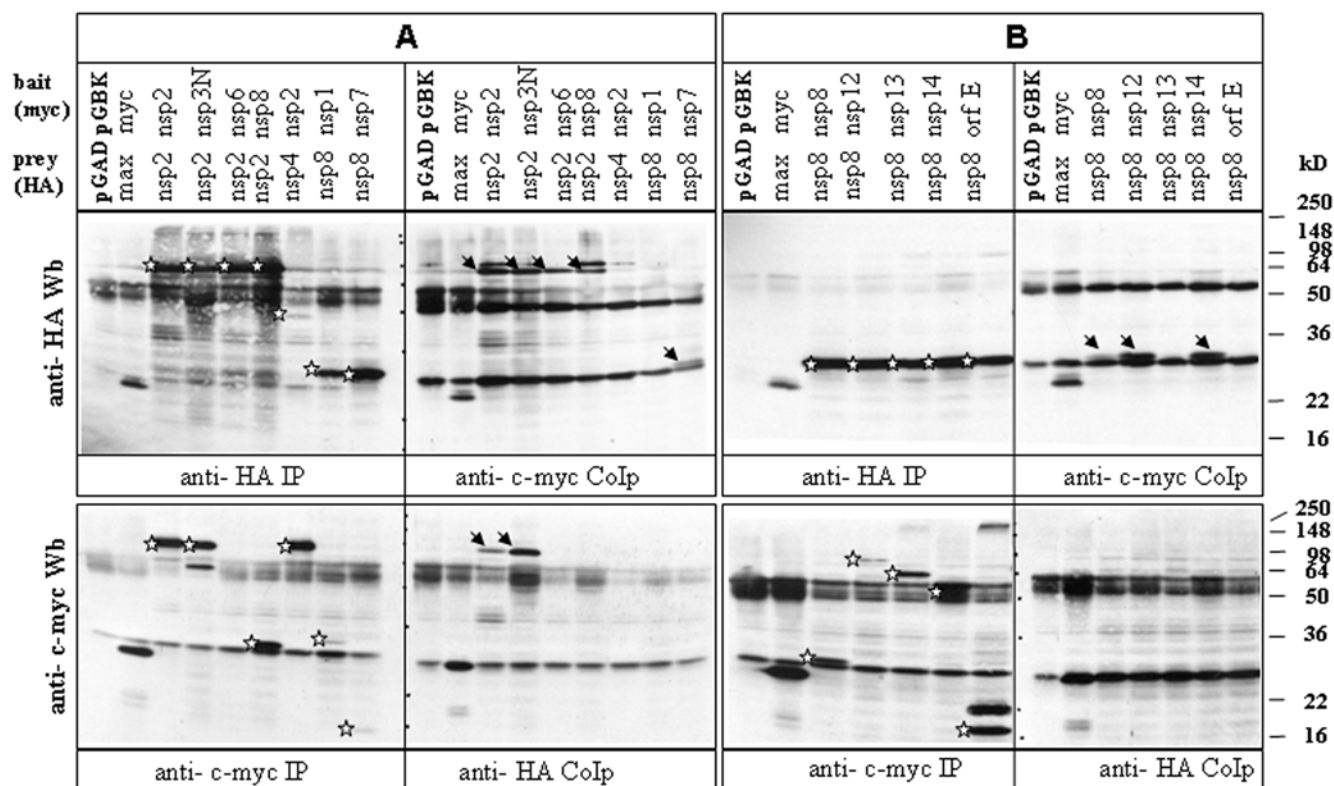 A
B
bait
(myc)
pGBK myc nsp2 nsp3N nsp6 nsp8 nsp2 nsp1 nsp7
pGBK myc nsp2 nsp3N nsp6 nsp8 nsp2 nsp1 nsp7
pGBK myc nsp8 nsp12 nsp13 nsp14 orf E
pGBK myc nsp8 nsp12 nsp13 nsp14 orf E
prey
(HA)
pGAD max nsp2 nsp2 nsp2 nsp2 nsp4 nsp8 nsp8
pGAD max nsp2 nsp2 nsp2 nsp2 nsp4 nsp8 nsp8
pGAD max nsp8 nsp8 nsp8 nsp8 nsp8
pGAD max nsp8 nsp8 nsp8 nsp8 nsp8
kD
250
148
98
64
50
36
22
16
anti- HA Wb
anti- HA IP
anti- c-myc CoIp
anti- HA IP
anti- c-myc CoIp
250
148
98
64
50
36
22
16
anti- c-myc Wb
anti- c-myc IP
anti- HA CoIp
anti- c-myc IP
anti- HA CoIp